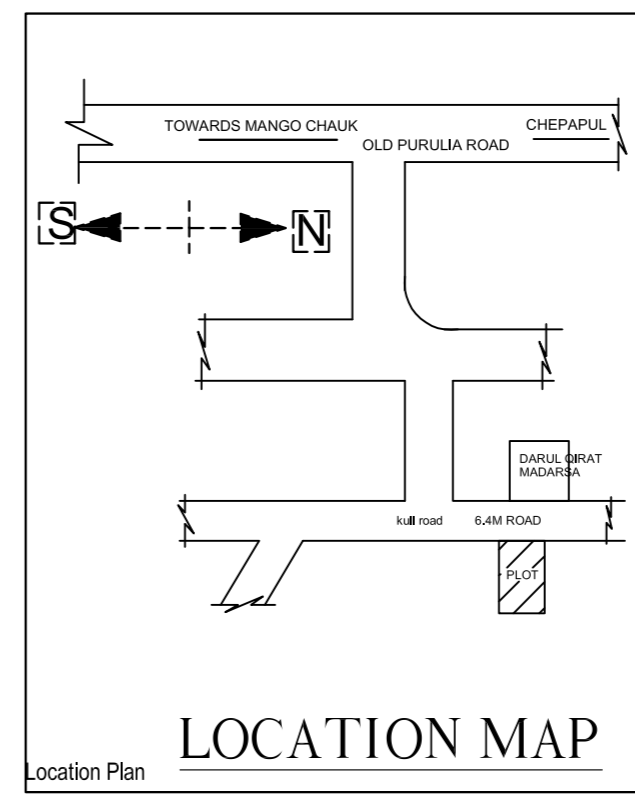 TOWARDS MANGO CHAUK
CHEPAPUL
OLD PURULIA ROAD
S
N
DARUL QIRAT
MADARSA
kull road
6.4M ROAD
PLOT
LOCATION MAP
Location Plan